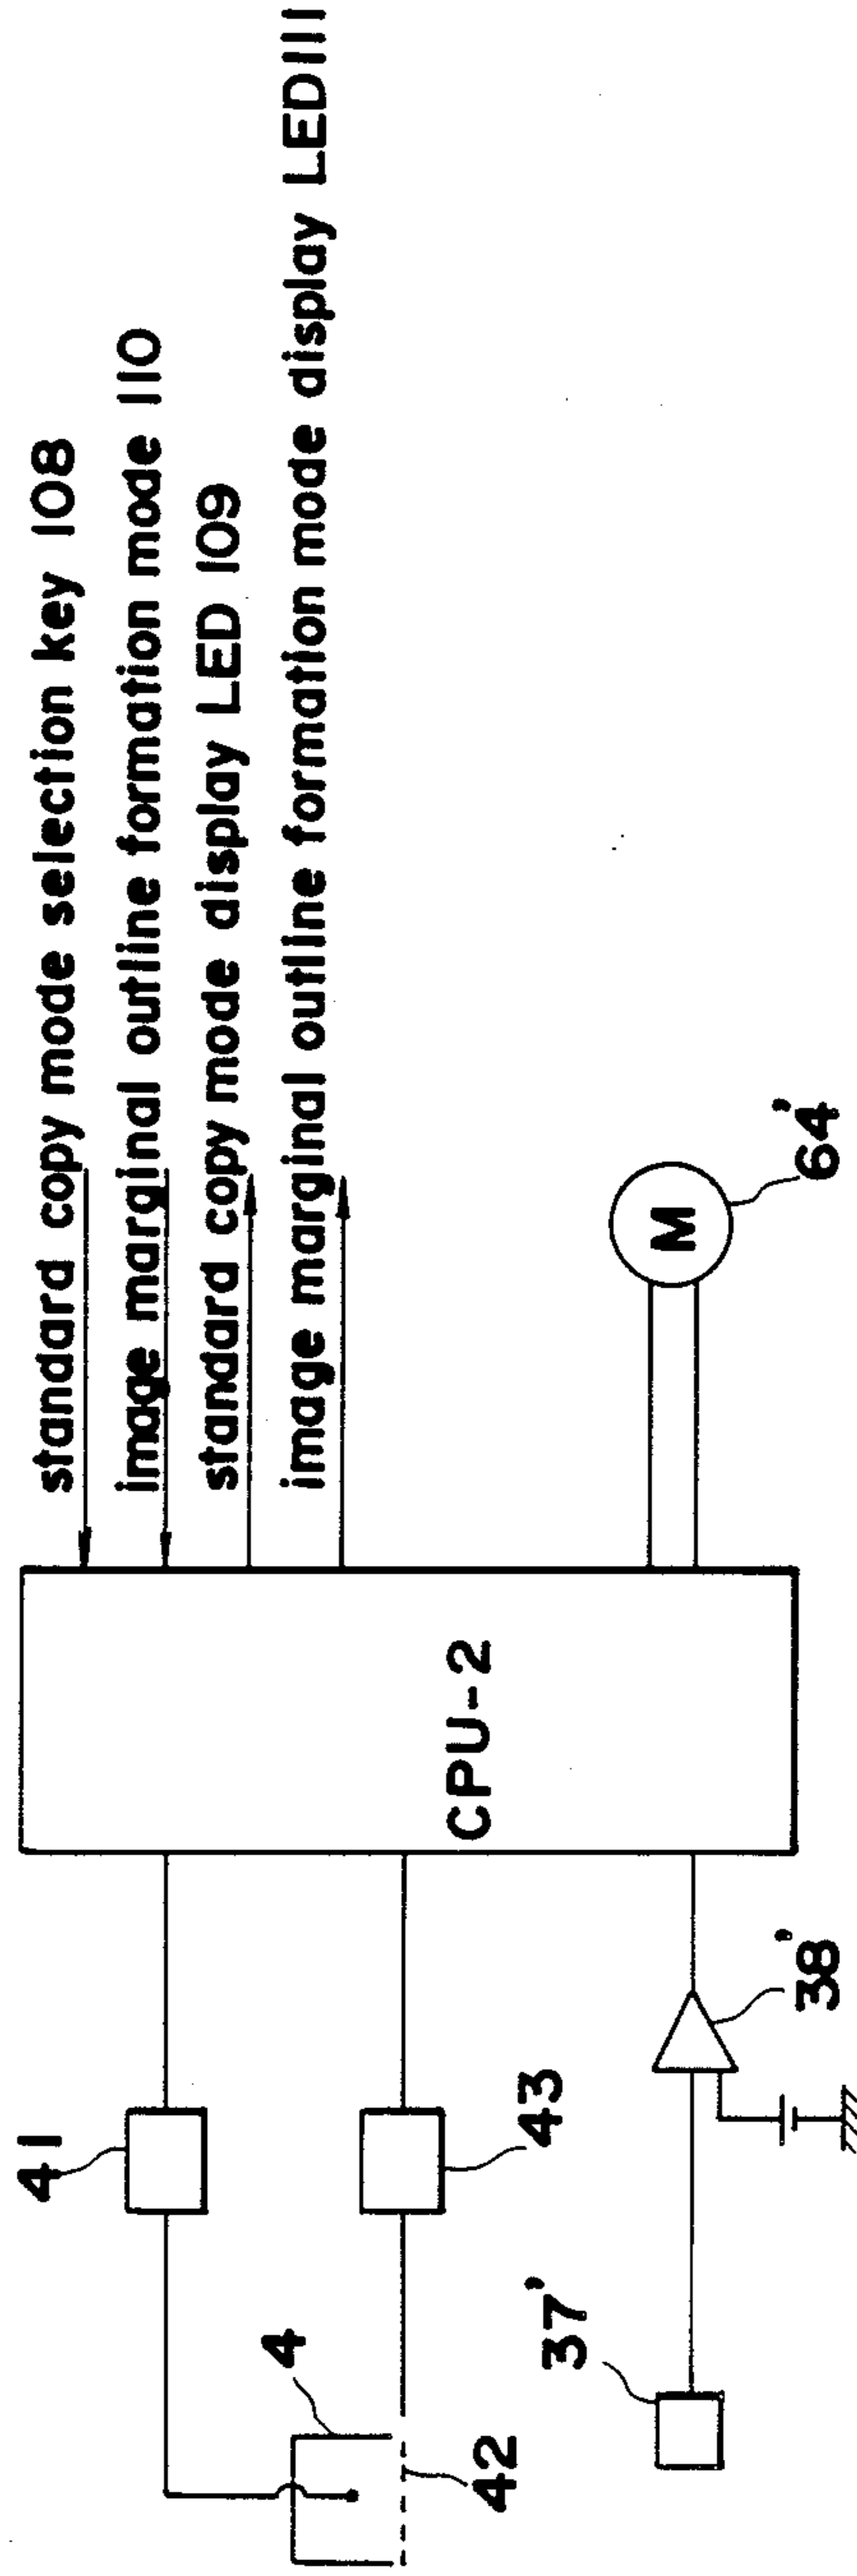 standard copy mode selection key 108
image marginal outline formation mode 110
standard copy mode display LED 109
image marginal outline formation mode display LED111
41
4
42
43
CPU-2
37'
38'
M
64'